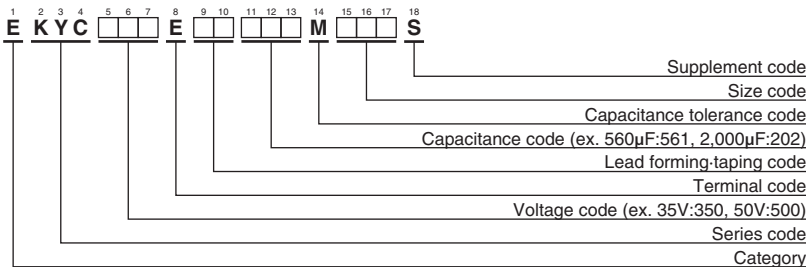 1 2 3 4 5 6 7 8 9 10 11 12 13 14 15 16 17 18
E K Y C □□□ E □□ □□□ M □□□ S
Supplement code
Size code
Capacitance tolerance code
Capacitance code (ex. 560µF:561, 2,000µF:202)
Lead forming·taping code
Terminal code
Voltage code (ex. 35V:350, 50V:500)
Series code
Category